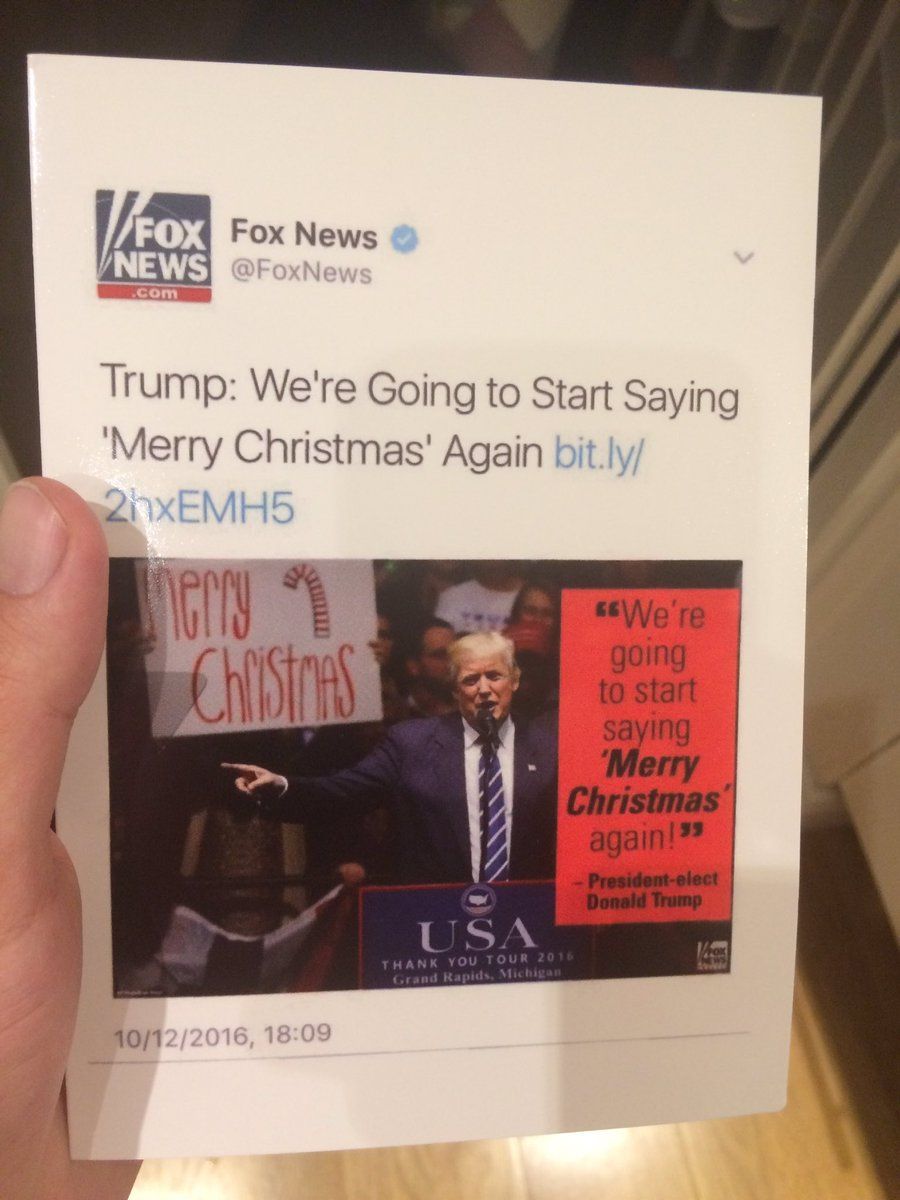 FOX
NEWS
.com
Fox News
@FoxNews
Trump: We're Going to Start Saying
'Merry Christmas' Again bit.ly/
2hxEMH5
Merry
Christmas
“We're
going
to start
saying
'Merry
Christmas'
again!”
– President-elect
Donald Trump
USA
THANK YOU TOUR 2016
Grand Rapids, Michigan
FOX
NEWS
10/12/2016, 18:09